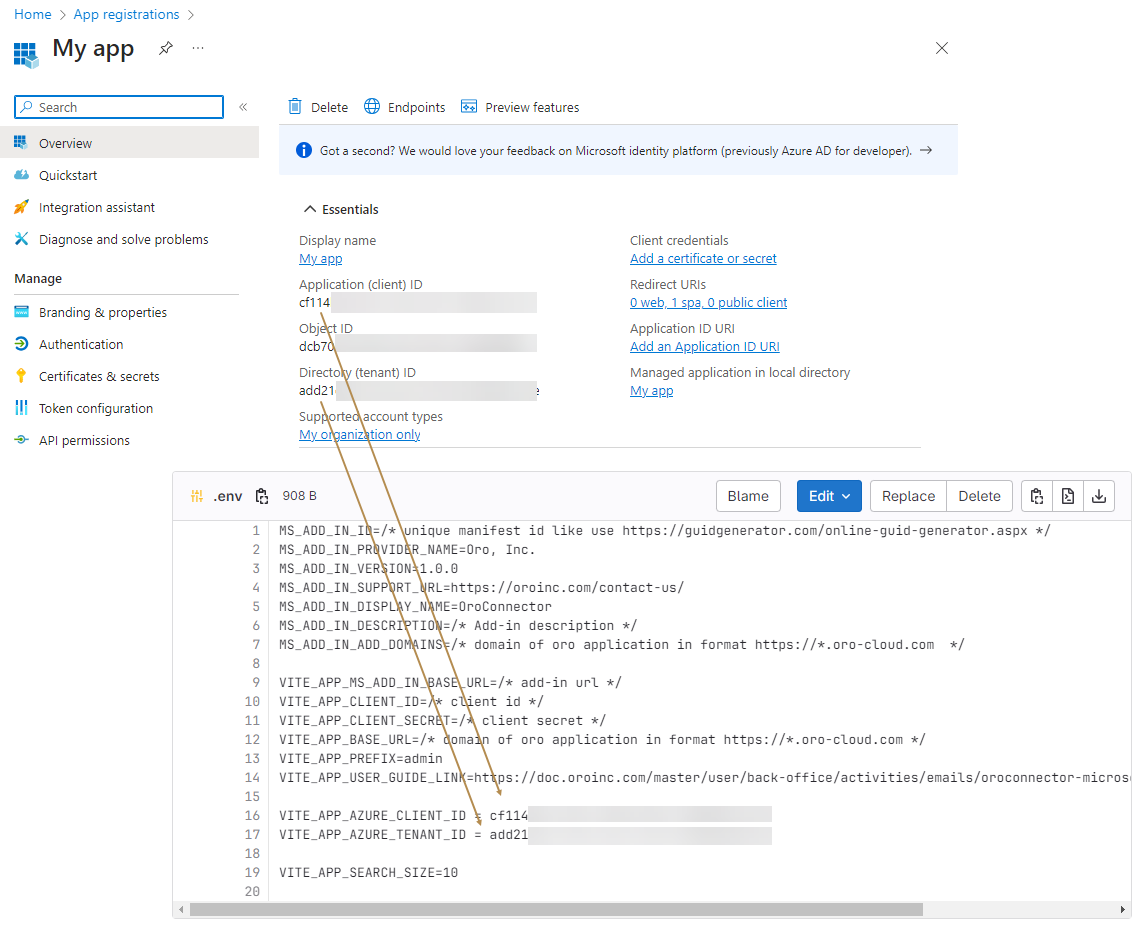 Home > App registrations >
My app ...
Search «
Overview
Quickstart
Integration assistant
Diagnose and solve problems
Manage
Branding & properties
Authentication
Certificates & secrets
Token configuration
API permissions
Delete Endpoints Preview features
Got a second? We would love your feedback on Microsoft identity platform (previously Azure AD for developer). →
Essentials
Display name
My app
Application (client) ID
cf114
Object ID
dcb70
Directory (tenant) ID
add21 e
Supported account types
My organization only
Client credentials
Add a certificate or secret
Redirect URIs
0 web, 1 spa, 0 public client
Application ID URI
Add an Application ID URI
Managed application in local directory
My app
.env 908 B Blame Edit Replace Delete
1 MS_ADD_IN_ID=/* unique manifest id like use https://guidgenerator.com/online-guid-generator.aspx */
2 MS_ADD_IN_PROVIDER_NAME=Oro, Inc.
3 MS_ADD_IN_VERSION=1.0.0
4 MS_ADD_IN_SUPPORT_URL=https://oroinc.com/contact-us/
5 MS_ADD_IN_DISPLAY_NAME=OroConnector
6 MS_ADD_IN_DESCRIPTION=/* Add-in description */
7 MS_ADD_IN_ADD_DOMAINS=/* domain of oro application in format https://*.oro-cloud.com  */
8
9 VITE_APP_MS_ADD_IN_BASE_URL=/* add-in url */
10 VITE_APP_CLIENT_ID=/* client id */
11 VITE_APP_CLIENT_SECRET=/* client secret */
12 VITE_APP_BASE_URL=/* domain of oro application in format https://*.oro-cloud.com */
13 VITE_APP_PREFIX=admin
14 VITE_APP_USER_GUIDE_LINK=https://doc.oroinc.com/master/user/back-office/activities/emails/oroconnector-micros
15
16 VITE_APP_AZURE_CLIENT_ID = cf114
17 VITE_APP_AZURE_TENANT_ID = add21
18
19 VITE_APP_SEARCH_SIZE=10
20